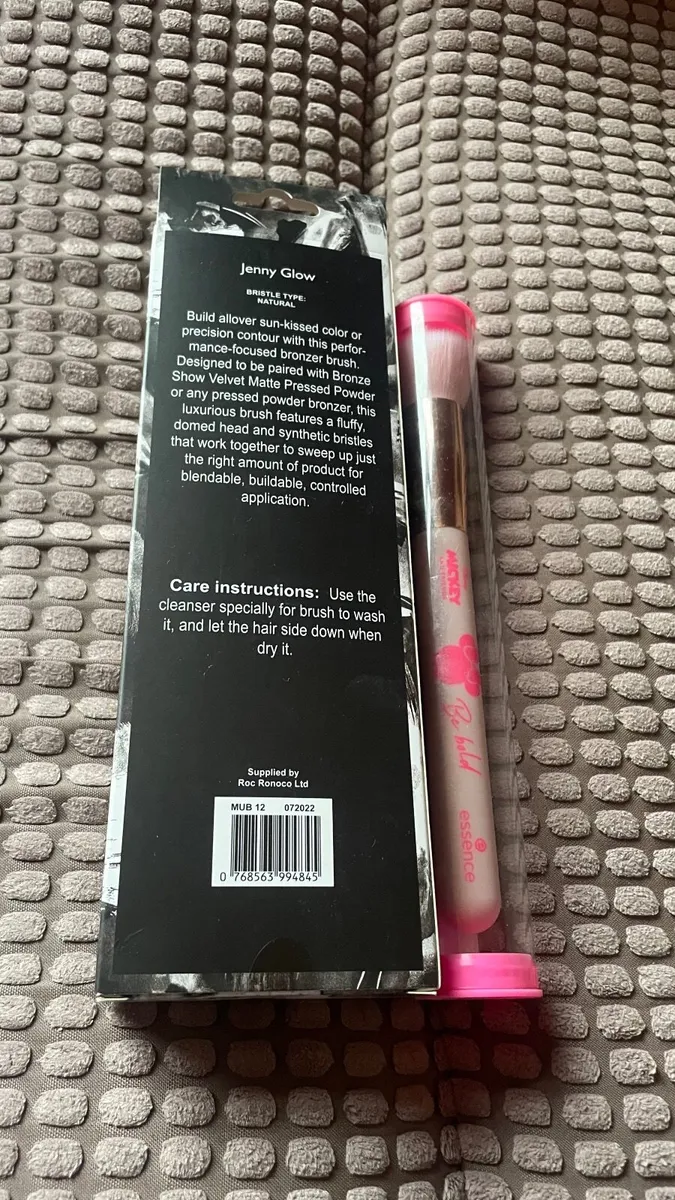 Jenny Glow
BRISTLE TYPE:
NATURAL
Build allover sun-kissed color or
precision contour with this perfor-
mance-focused bronzer brush.
Designed to be paired with Bronze
Show Velvet Matte Pressed Powder
or any pressed powder bronzer, this
luxurious brush features a fluffy,
domed head and synthetic bristles
that work together to sweep up just
the right amount of product for
blendable, buildable, controlled
application.
Care instructions: Use the
cleanser specially for brush to wash
it, and let the hair side down when
dry it.
Supplied by
Roc Ronoco Ltd
MUB 12 072022
0 768563 994845
MICKEY
Be bold
essence